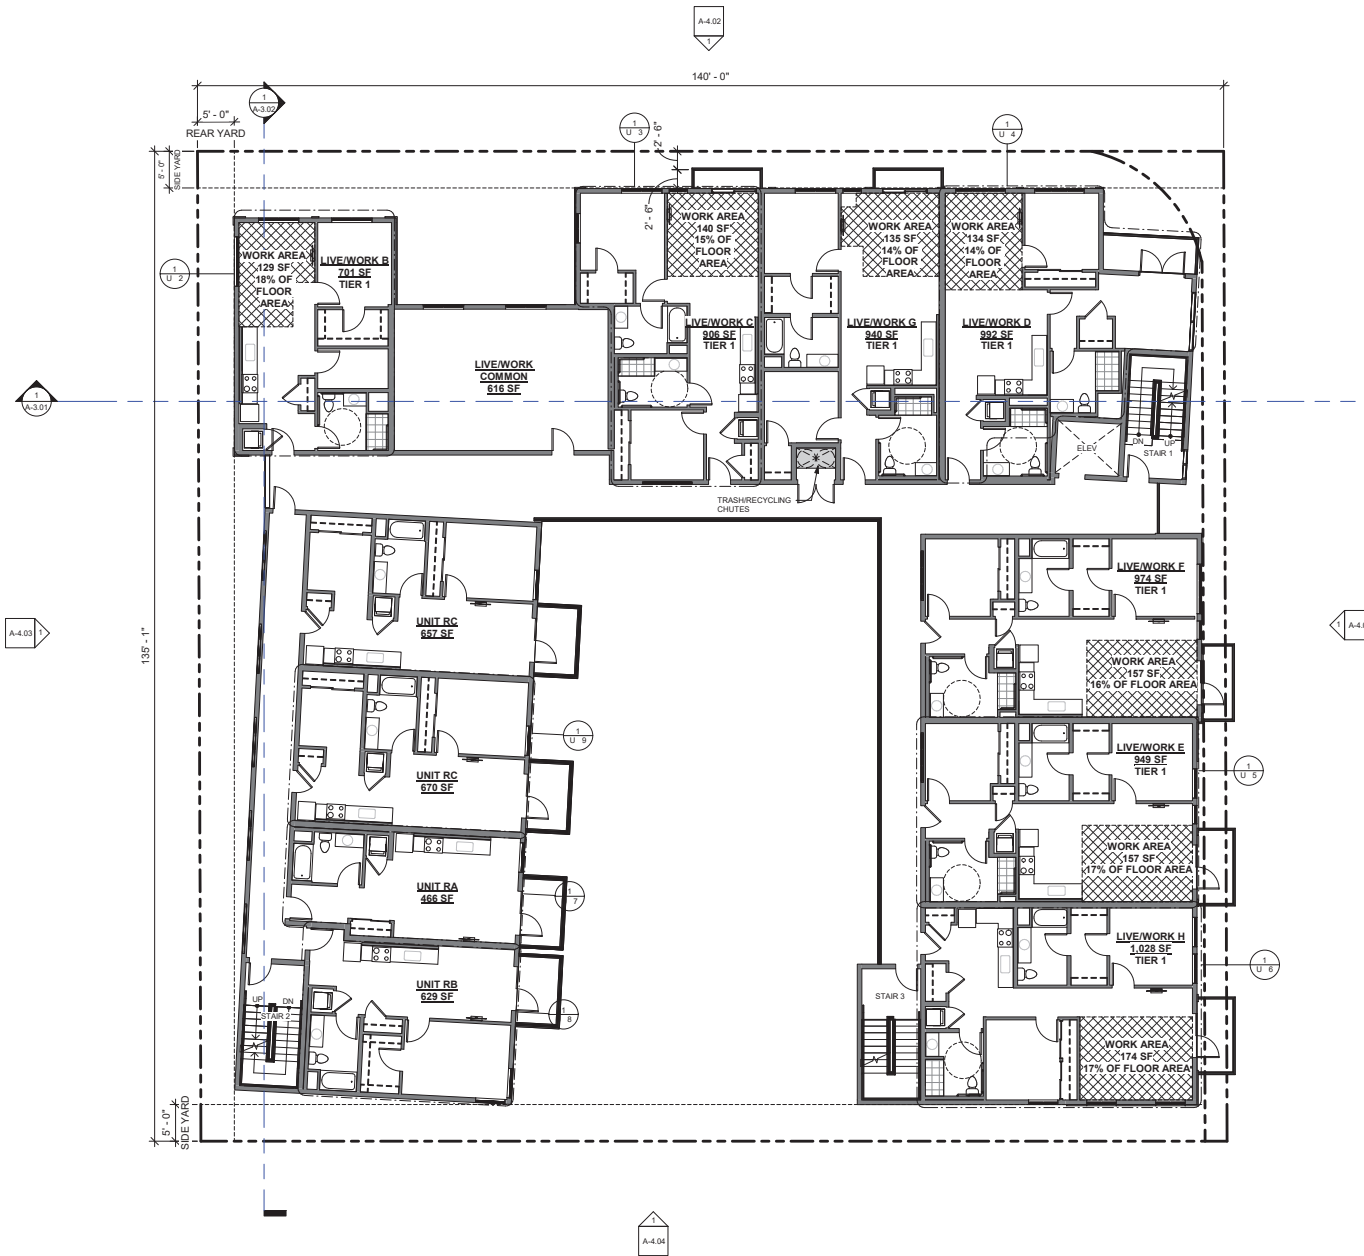 A-4.02
1
140' - 0"
1
A-3.02
5' - 0"
REAR YARD
5' - 0"
SIDE YARD
1
U 3
2' - 6"
2' - 6"
1
U 4
WORK AREA
129 SF
18% OF
FLOOR
AREA
LIVE/WORK B
701 SF
TIER 1
1
U 2
WORK AREA
140 SF
15% OF
FLOOR
AREA
WORK AREA
135 SF
14% OF
FLOOR
AREA
WORK AREA
134 SF
14% OF
FLOOR
AREA
LIVE/WORK C
906 SF
TIER 1
LIVE/WORK G
940 SF
TIER 1
LIVE/WORK D
992 SF
TIER 1
LIVE/WORK
COMMON
616 SF
1
A-3.01
DN
UP
STAIR 1
ELEV
TRASH/RECYCLING
CHUTES
LIVE/WORK F
974 SF
TIER 1
UNIT RC
657 SF
A-4.03
1
1
135' - 1"
WORK AREA
157 SF
16% OF FLOOR AREA
1
U 9
UNIT RC
670 SF
LIVE/WORK E
949 SF
TIER 1
1
U 5
WORK AREA
157 SF
17% OF FLOOR AREA
UNIT RA
466 SF
1
7
LIVE/WORK H
1,028 SF
TIER 1
1
U 6
UNIT RB
629 SF
1
8
UP
DN
STAIR 2
STAIR 3
WORK AREA
174 SF
17% OF FLOOR AREA
5' - 0"
SIDE YARD
1
A-4.04